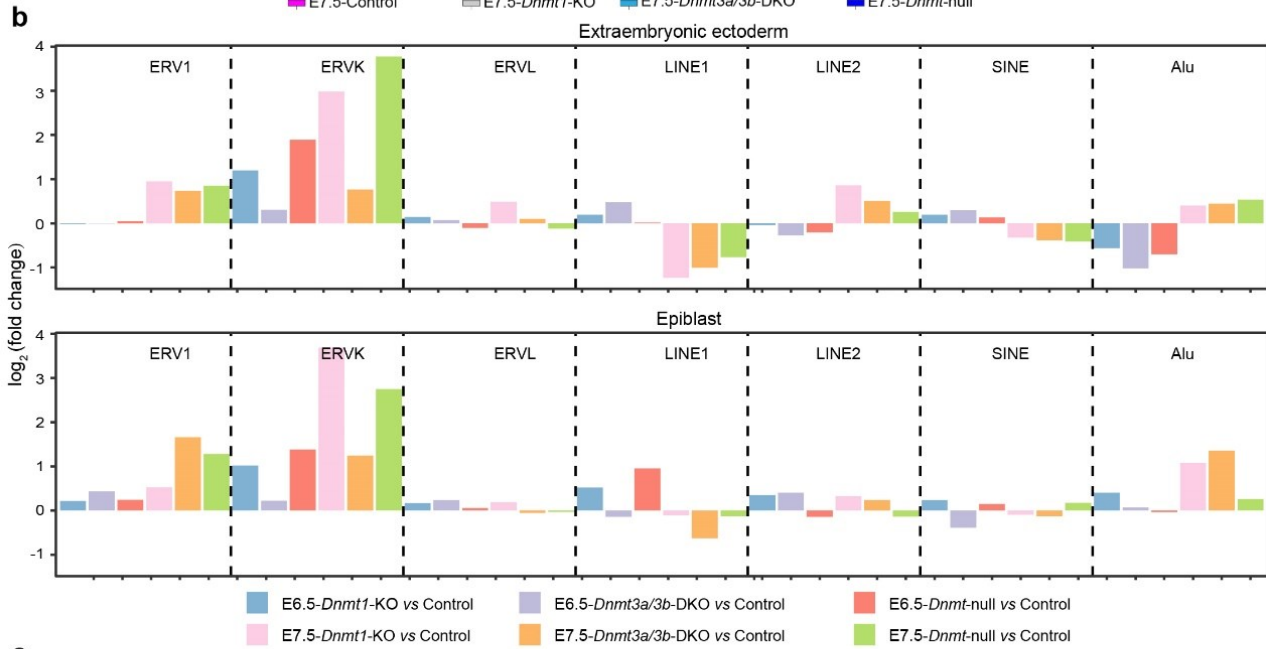 E7.5-Control E7.5-Dnmt1-KO E7.5-Dnmt3a/3b-DKO E7.5-Dnmt-null
b
Extraembryonic ectoderm
4
ERV1 ERVK ERVL LINE1 LINE2 SINE Alu
3
2
1
0
-1
log2 (fold change)
Epiblast
4
ERV1 ERVK ERVL LINE1 LINE2 SINE Alu
3
2
1
0
-1
E6.5-Dnmt1-KO vs Control E6.5-Dnmt3a/3b-DKO vs Control E6.5-Dnmt-null vs Control
E7.5-Dnmt1-KO vs Control E7.5-Dnmt3a/3b-DKO vs Control E7.5-Dnmt-null vs Control